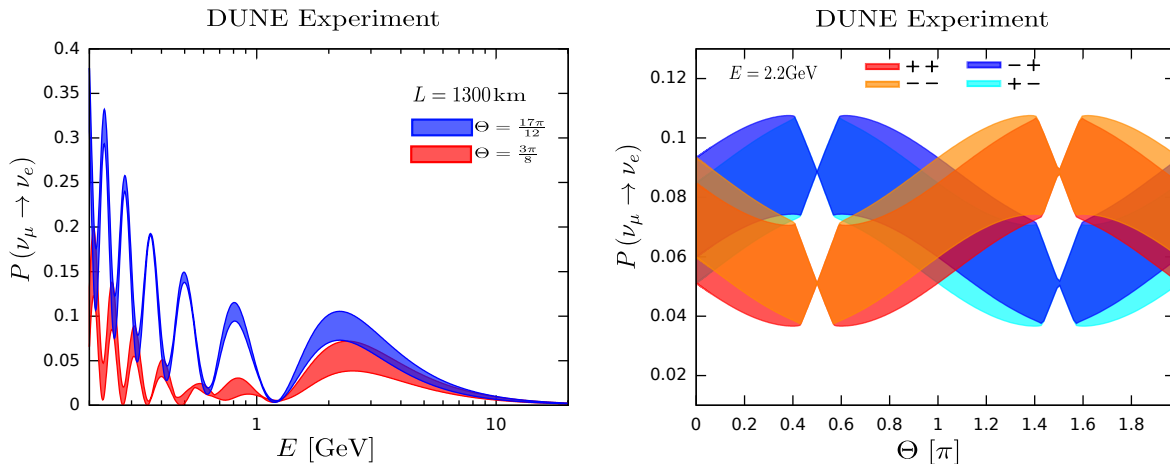 DUNE Experiment
0.4
0.35
0.3
0.25
0.2
0.15
0.1
0.05
0
P (ν_μ → ν_e)
L = 1300 km
Θ = 17π/12
Θ = 3π/8
1
10
E [GeV]
DUNE Experiment
0.12
0.1
0.08
0.06
0.04
0.02
P (ν_μ → ν_e)
E = 2.2GeV
+ +
− −
− +
+ −
0 0.2 0.4 0.6 0.8 1 1.2 1.4 1.6 1.8
Θ [π]